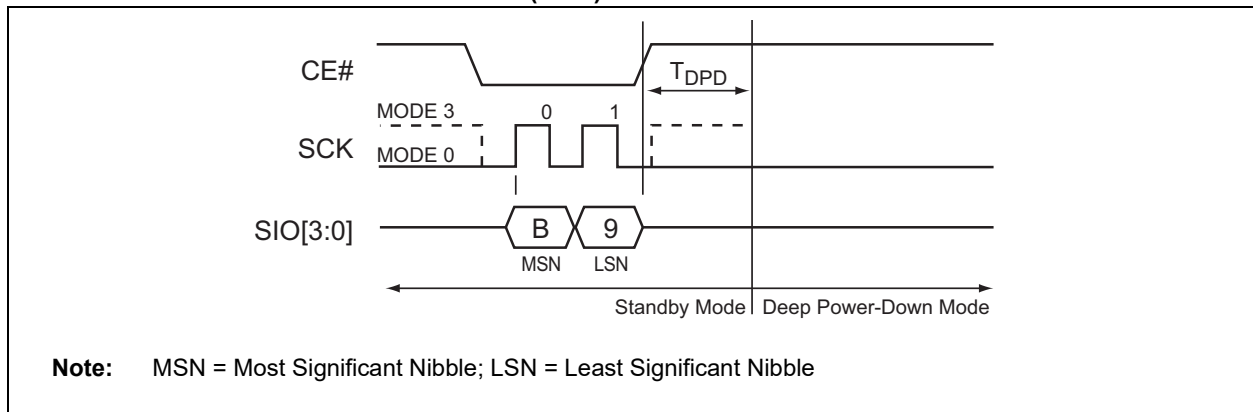 CE#
T_DPD
MODE 3 0 1
SCK
MODE 0
SIO[3:0] B 9
MSN LSN
Standby Mode Deep Power-Down Mode
Note: MSN = Most Significant Nibble; LSN = Least Significant Nibble